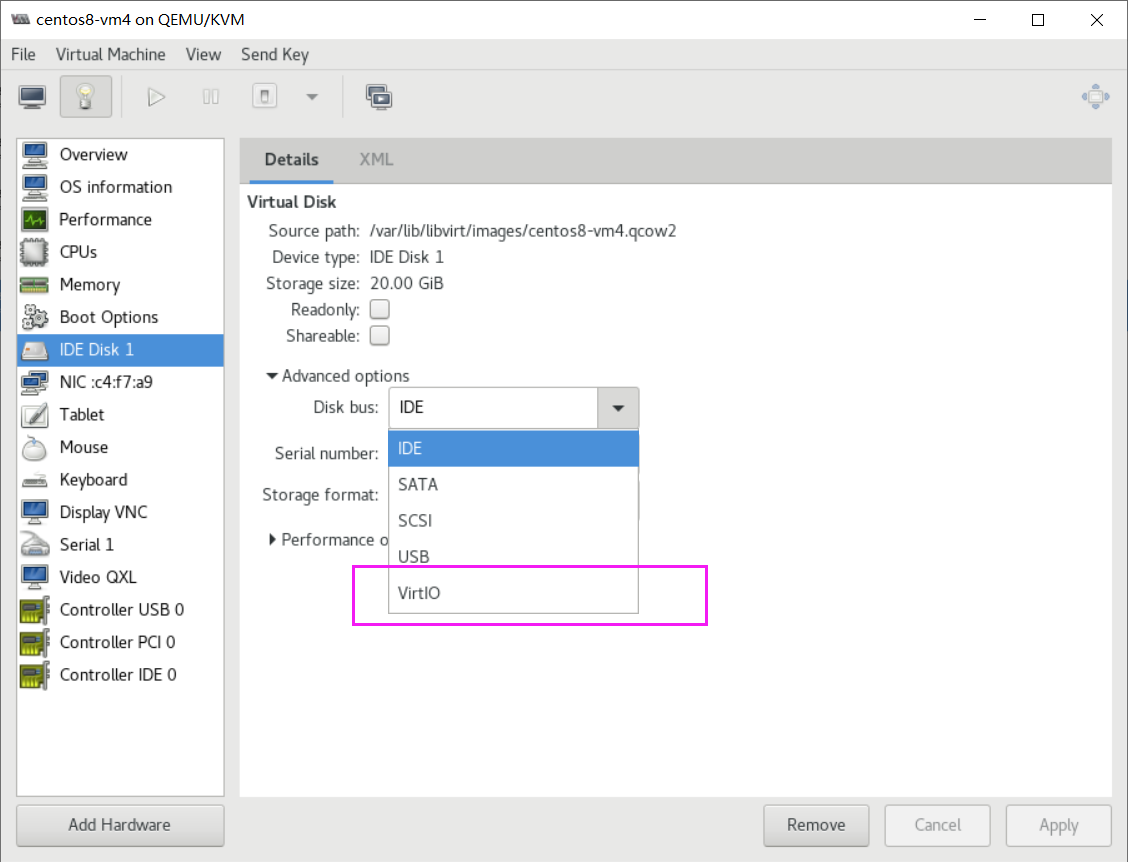 centos8-vm4 on QEMU/KVM
File Virtual Machine View Send Key
Overview
OS information
Performance
CPUs
Memory
Boot Options
IDE Disk 1
NIC :c4:f7:a9
Tablet
Mouse
Keyboard
Display VNC
Serial 1
Video QXL
Controller USB 0
Controller PCI 0
Controller IDE 0
Add Hardware
Details XML
Virtual Disk
Source path: /var/lib/libvirt/images/centos8-vm4.qcow2
Device type: IDE Disk 1
Storage size: 20.00 GiB
Readonly:
Shareable:
Advanced options
Disk bus: IDE
IDE
Serial number:
SATA
Storage format:
SCSI
Performance o
USB
VirtIO
Remove Cancel Apply